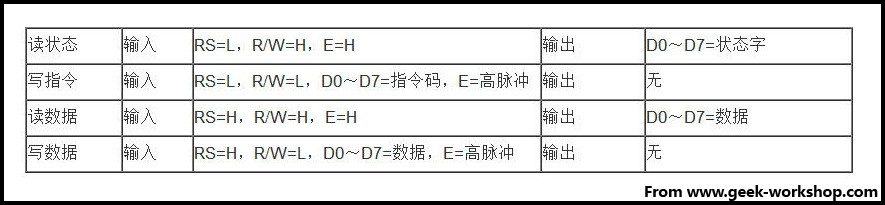 读状态 输入 RS=L，R/W=H，E=H 输出 D0～D7=状态字
写指令 输入 RS=L，R/W=L，D0～D7=指令码，E=高脉冲 输出 无
读数据 输入 RS=H，R/W=H，E=H 输出 D0～D7=数据
写数据 输入 RS=H，R/W=L，D0～D7=数据，E=高脉冲 输出 无
From www.geek-workshop.com